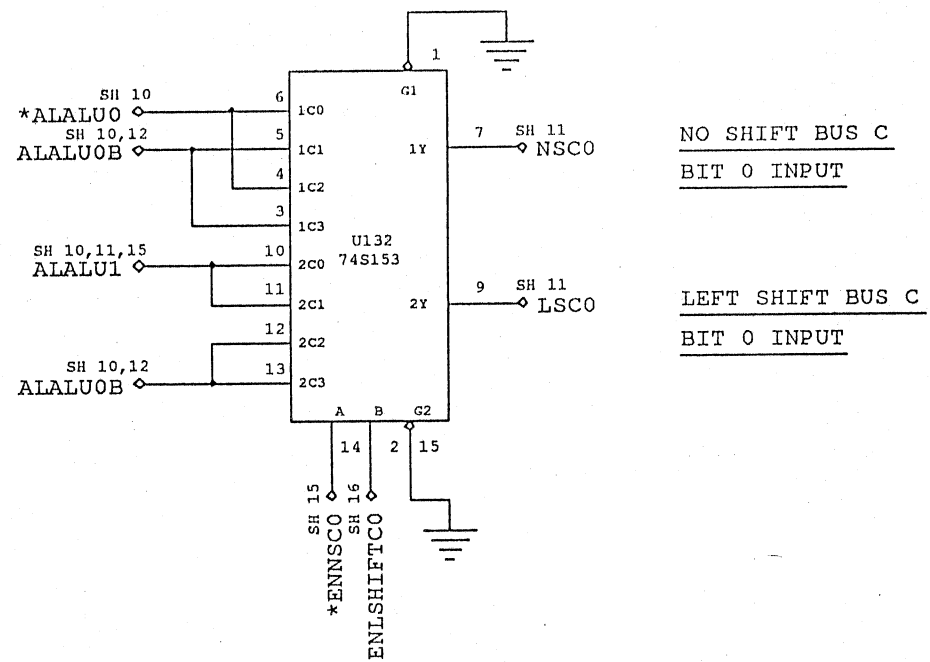 1
G1
SH 10
*ALALU0
6
1C0
SH 10,12
ALALU0B
5
1C1
1Y
7
SH 11
NSC0
NO SHIFT BUS C
BIT 0 INPUT
4
1C2
3
1C3
U132
74S153
SH 10,11,15
ALALU1
10
2C0
11
2C1
2Y
9
SH 11
LSC0
LEFT SHIFT BUS C
BIT 0 INPUT
12
2C2
SH 10,12
ALALU0B
13
2C3
A
B
G2
14
2
15
SH 15
*ENNSC0
SH 16
ENLSHIFTC0